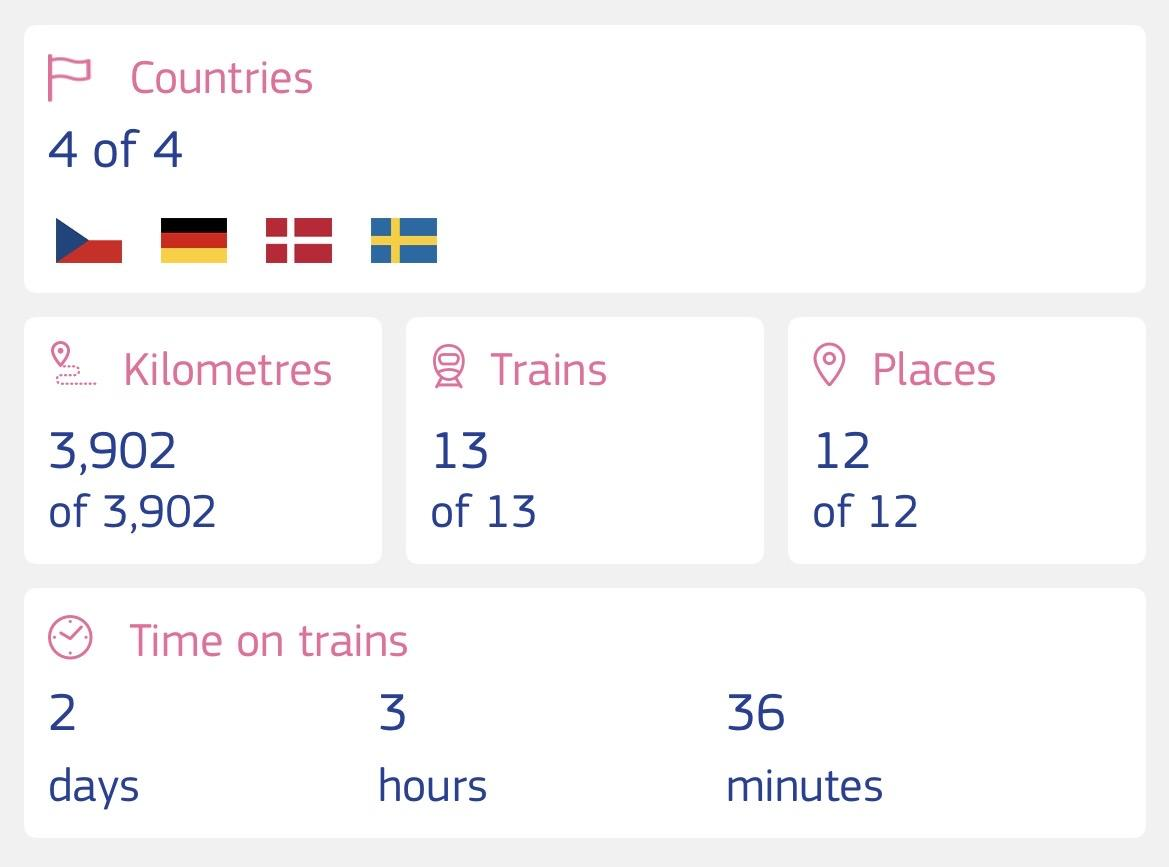 Countries
4 of 4
Kilometres
3,902
of 3,902
Trains
13
of 13
Places
12
of 12
Time on trains
2 days
3 hours
36 minutes